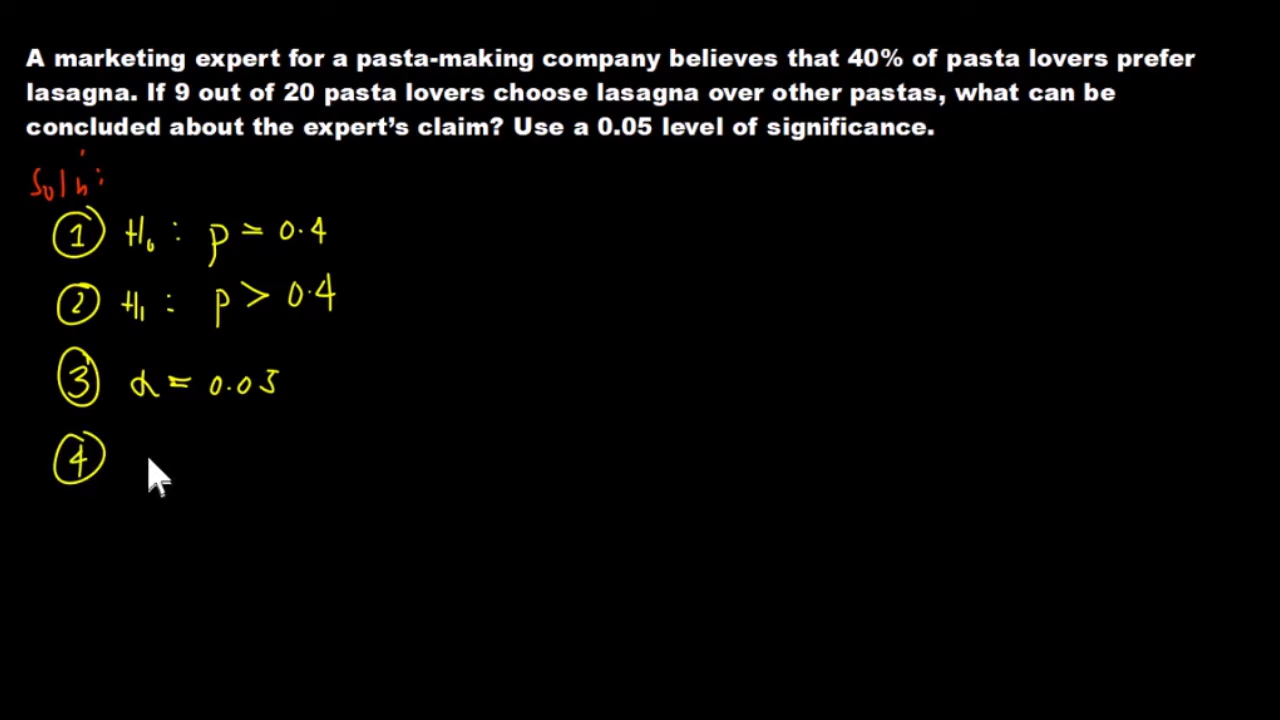 A marketing expert for a pasta-making company believes that 40% of pasta lovers prefer
lasagna. If 9 out of 20 pasta lovers choose lasagna over other pastas, what can be
concluded about the expert’s claim? Use a 0.05 level of significance.
Soln:
① H₀ : p = 0.4
② H₁ : p > 0.4
③ α = 0.05
④